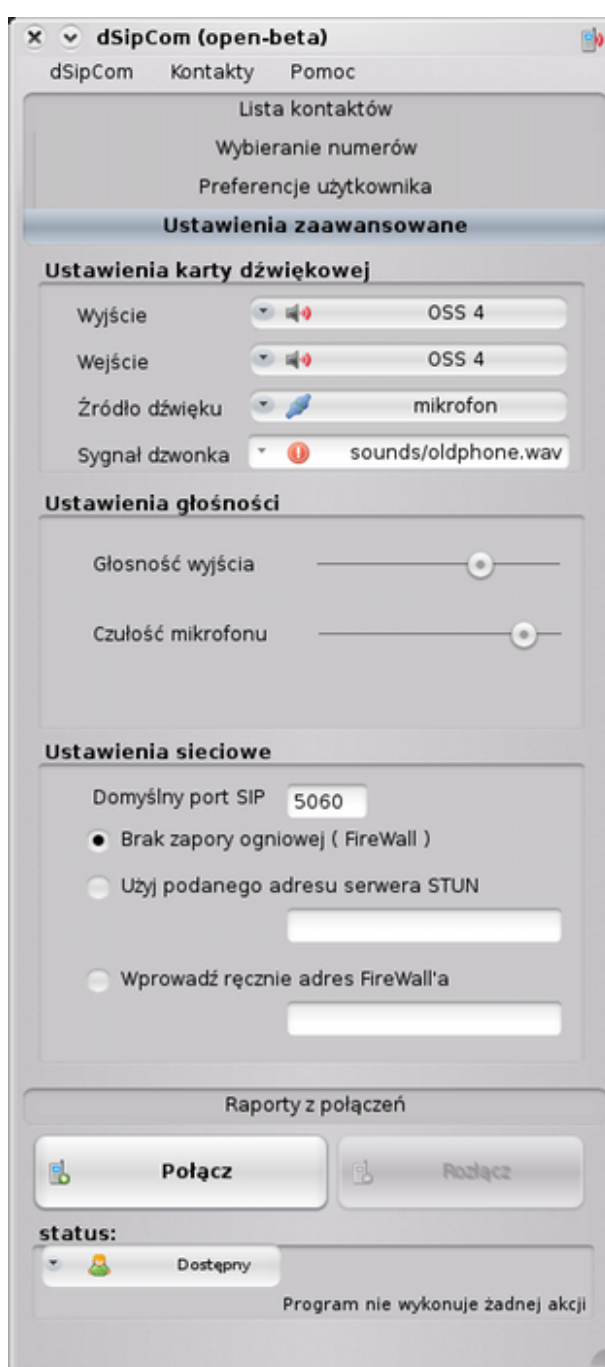 dSipCom (open-beta)
dSipCom Kontakty Pomoc
Lista kontaktów
Wybieranie numerów
Preferencje użytkownika
Ustawienia zaawansowane
Ustawienia karty dźwiękowej
Wyjście OSS 4
Wejście OSS 4
Źródło dźwięku mikrofon
Sygnał dzwonka sounds/oldphone.wav
Ustawienia głośności
Głosność wyjścia
Czułość mikrofonu
Ustawienia sieciowe
Domyślny port SIP 5060
Brak zapory ogniowej ( FireWall )
Użyj podanego adresu serwera STUN
Wprowadź ręcznie adres FireWall'a
Raporty z połączeń
Połącz Rozłącz
status:
Dostępny
Program nie wykonuje żadnej akcji